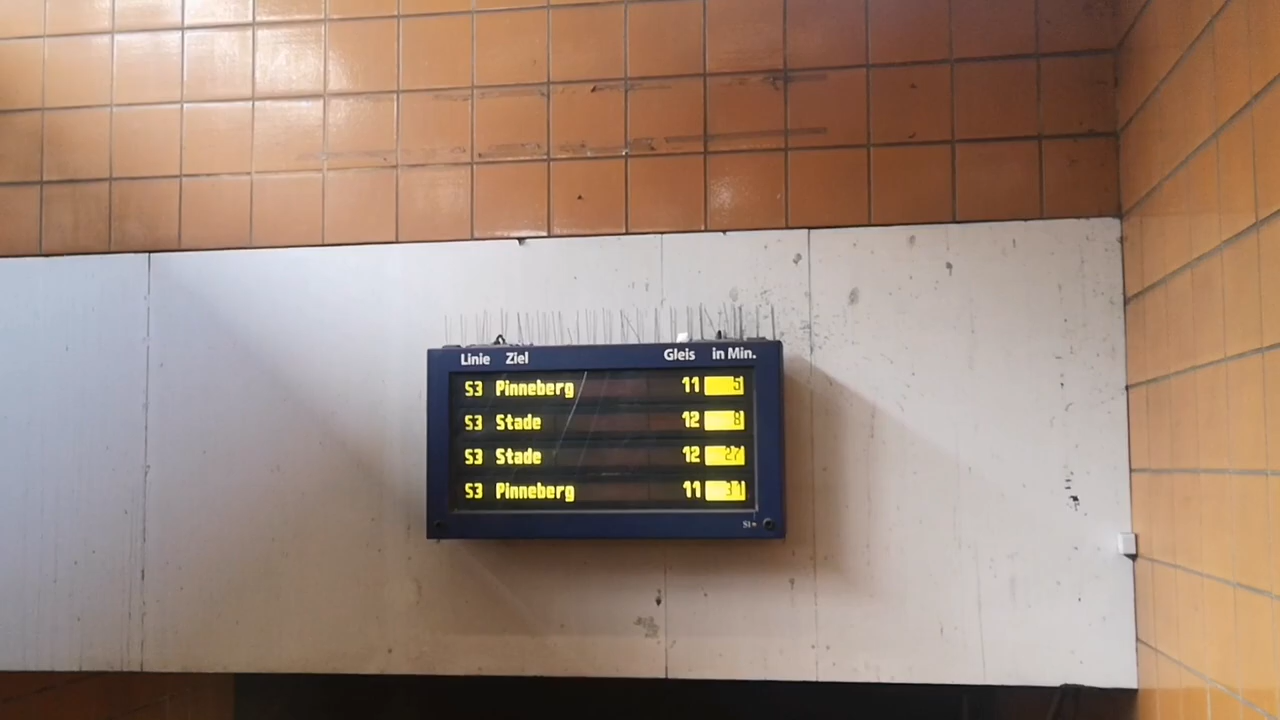 Linie Ziel Gleis in Min.
S3 Pinneberg 11 5
S3 Stade 12 8
S3 Stade 12 27
S3 Pinneberg 11 31